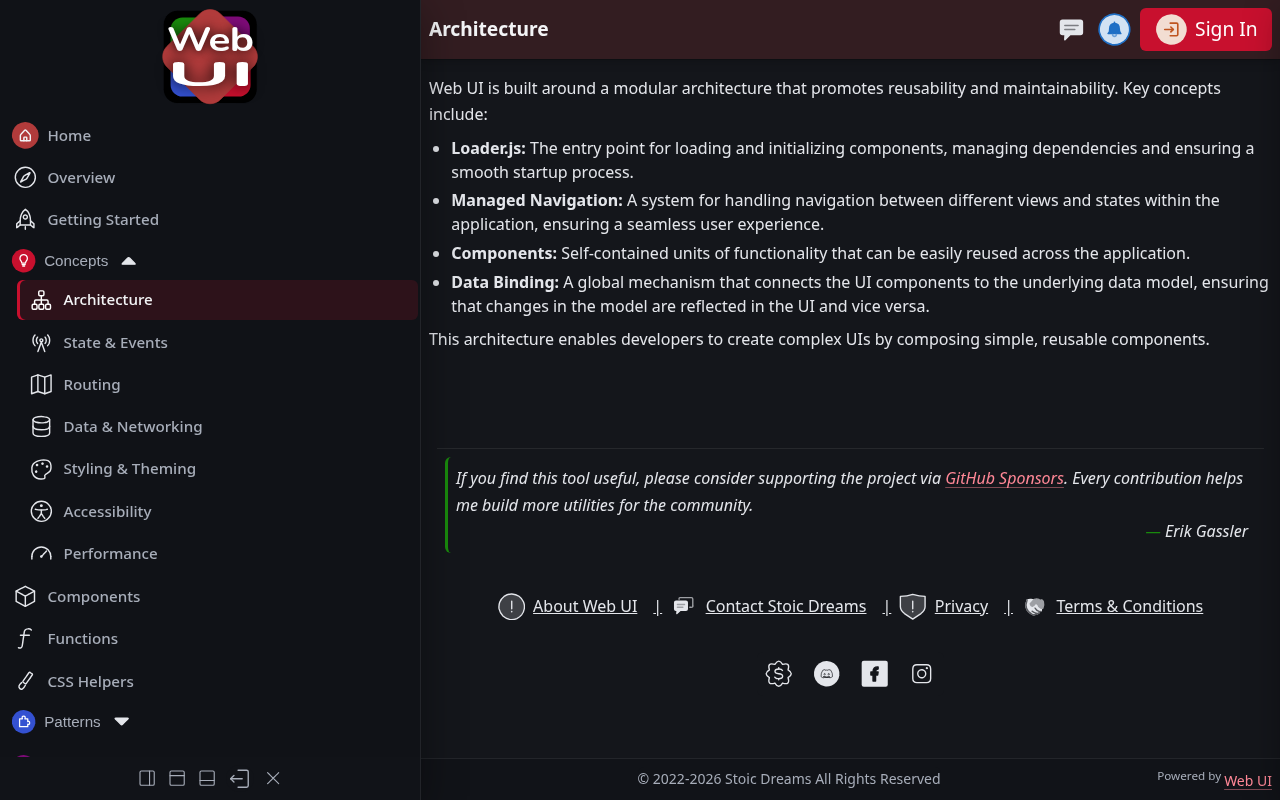 Web
UI
Home
Overview
Getting Started
Concepts
Architecture
State & Events
Routing
Data & Networking
Styling & Theming
Accessibility
Performance
Components
Functions
CSS Helpers
Patterns
Architecture
Sign In
Web UI is built around a modular architecture that promotes reusability and maintainability. Key concepts
include:
Loader.js: The entry point for loading and initializing components, managing dependencies and ensuring a
smooth startup process.
Managed Navigation: A system for handling navigation between different views and states within the
application, ensuring a seamless user experience.
Components: Self-contained units of functionality that can be easily reused across the application.
Data Binding: A global mechanism that connects the UI components to the underlying data model, ensuring
that changes in the model are reflected in the UI and vice versa.
This architecture enables developers to create complex UIs by composing simple, reusable components.
If you find this tool useful, please consider supporting the project via GitHub Sponsors. Every contribution helps
me build more utilities for the community.
— Erik Gassler
About Web UI | Contact Stoic Dreams | Privacy | Terms & Conditions
© 2022-2026 Stoic Dreams All Rights Reserved
Powered by Web UI